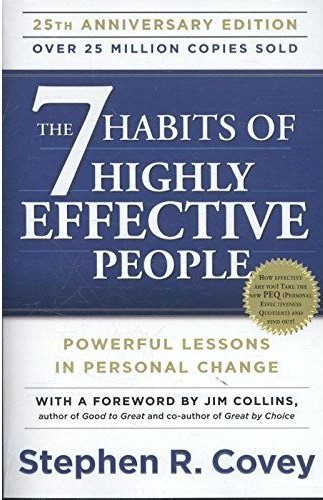 25TH ANNIVERSARY EDITION
OVER 25 MILLION COPIES SOLD
THE 7 HABITS OF
HIGHLY
EFFECTIVE
PEOPLE
How effective
are you? Take the
new PEQ (Personal
Effectiveness
Quotient) and
find out!
POWERFUL LESSONS
IN PERSONAL CHANGE
WITH A FOREWORD BY JIM COLLINS,
author of Good to Great and co-author of Great by Choice
Stephen R. Covey